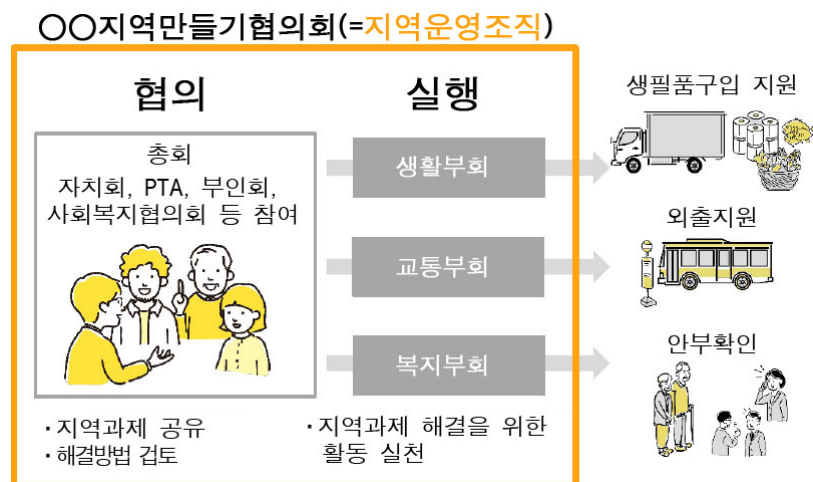 ○○지역만들기협의회(=지역운영조직)
협의
실행
총회
자치회, PTA, 부인회,
사회복지협의회 등 참여
생활부회
교통부회
복지부회
생필품구입 지원
외출지원
안부확인
·지역과제 공유
·해결방법 겁토
·지역과제 해결을 위한
활동 실천